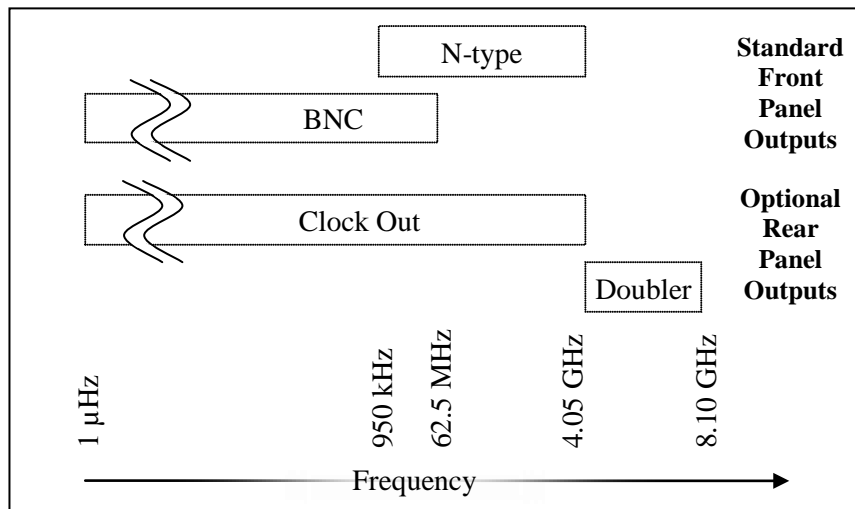 N-type
BNC
Standard
Front
Panel
Outputs
Clock Out
Doubler
Optional
Rear
Panel
Outputs
1 µHz
950 kHz
62.5 MHz
4.05 GHz
8.10 GHz
Frequency